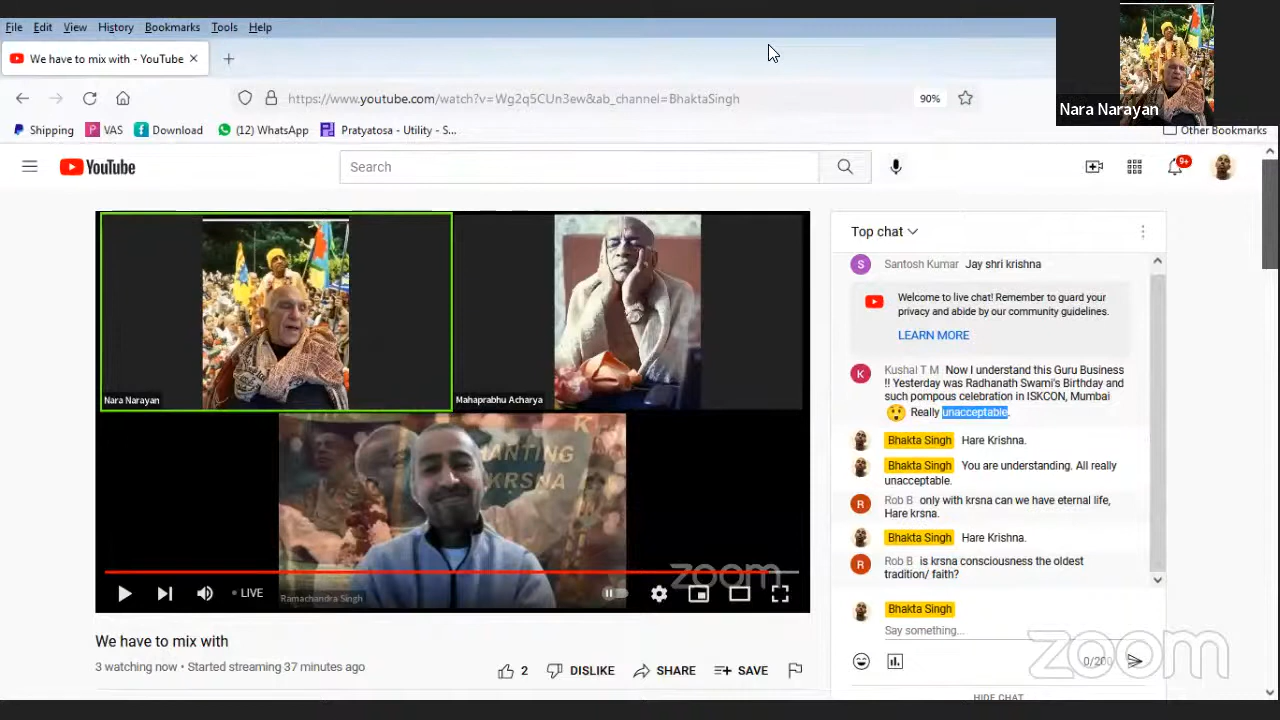 File Edit View History Bookmarks Tools Help
We have to mix with - YouTube
https://www.youtube.com/watch?v=Wg2q5CUn3ew&ab_channel=BhaktaSingh
90%
Nara Narayan
Shipping VAS Download (12) WhatsApp Pratyatosa - Utility - S...
Other Bookmarks
YouTube
Search
9+
Nara Narayan
Mahaprabhu Acharya
HANTING
KRSNA
zoom
LIVE
Ramachandra Singh
We have to mix with
3 watching now • Started streaming 37 minutes ago
2 DISLIKE SHARE SAVE
Top chat
S Santosh Kumar Jay shri krishna
Welcome to live chat! Remember to guard your
privacy and abide by our community guidelines.
LEARN MORE
K Kushal T M Now I understand this Guru Business
!! Yesterday was Radhanath Swami's Birthday and
such pompous celebration in ISKCON, Mumbai
Really unacceptable.
Bhakta Singh Hare Krishna.
Bhakta Singh You are understanding. All really
unacceptable.
R Rob B only with krsna can we have eternal life,
Hare krsna.
Bhakta Singh Hare Krishna.
R Rob B is krsna consciousness the oldest
tradition/ faith?
Bhakta Singh
Say something...
0/200
zoom
HIDE CHAT